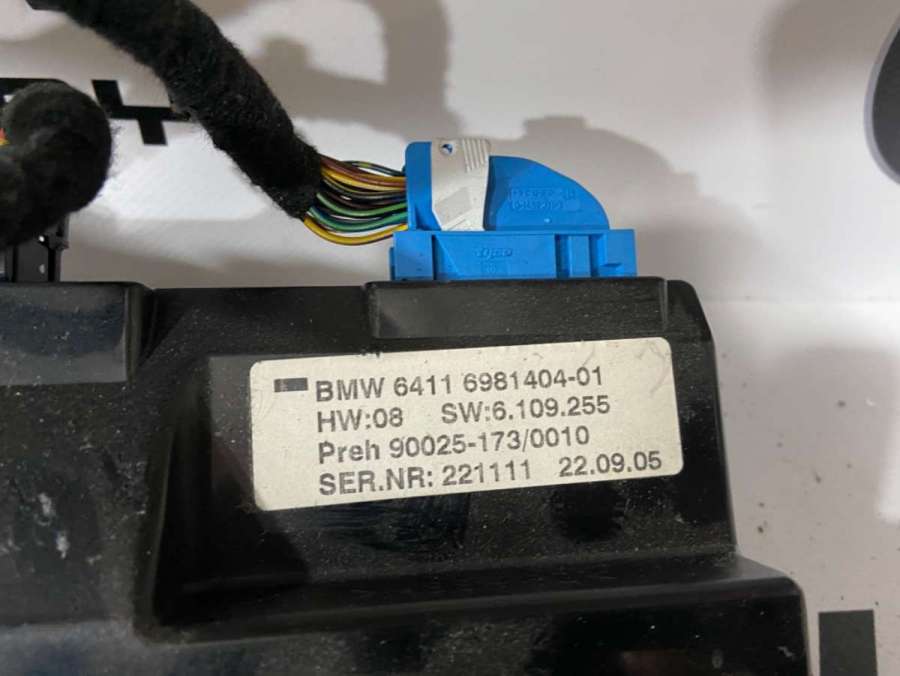 BMW 6411 6981404-01
HW:08 SW:6.109.255
Preh 90025-173/0010
SER.NR: 221111 22.09.05